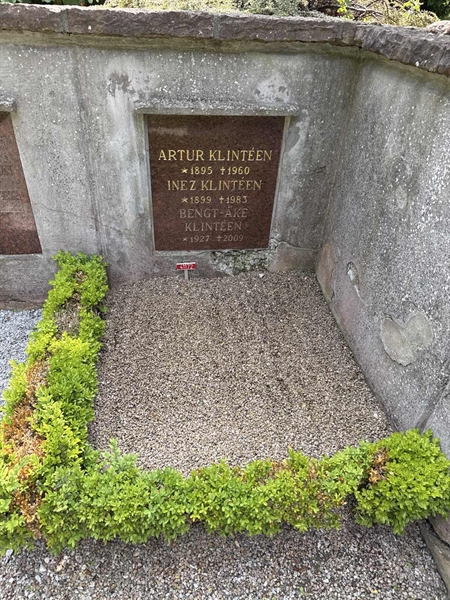 ARTUR KLINTÉEN
★1895 ✝1960
INEZ KLINTÉEN
★1899 ✝1983
BENGT-ÅKE
KLINTÉEN
★1927 ✝2009